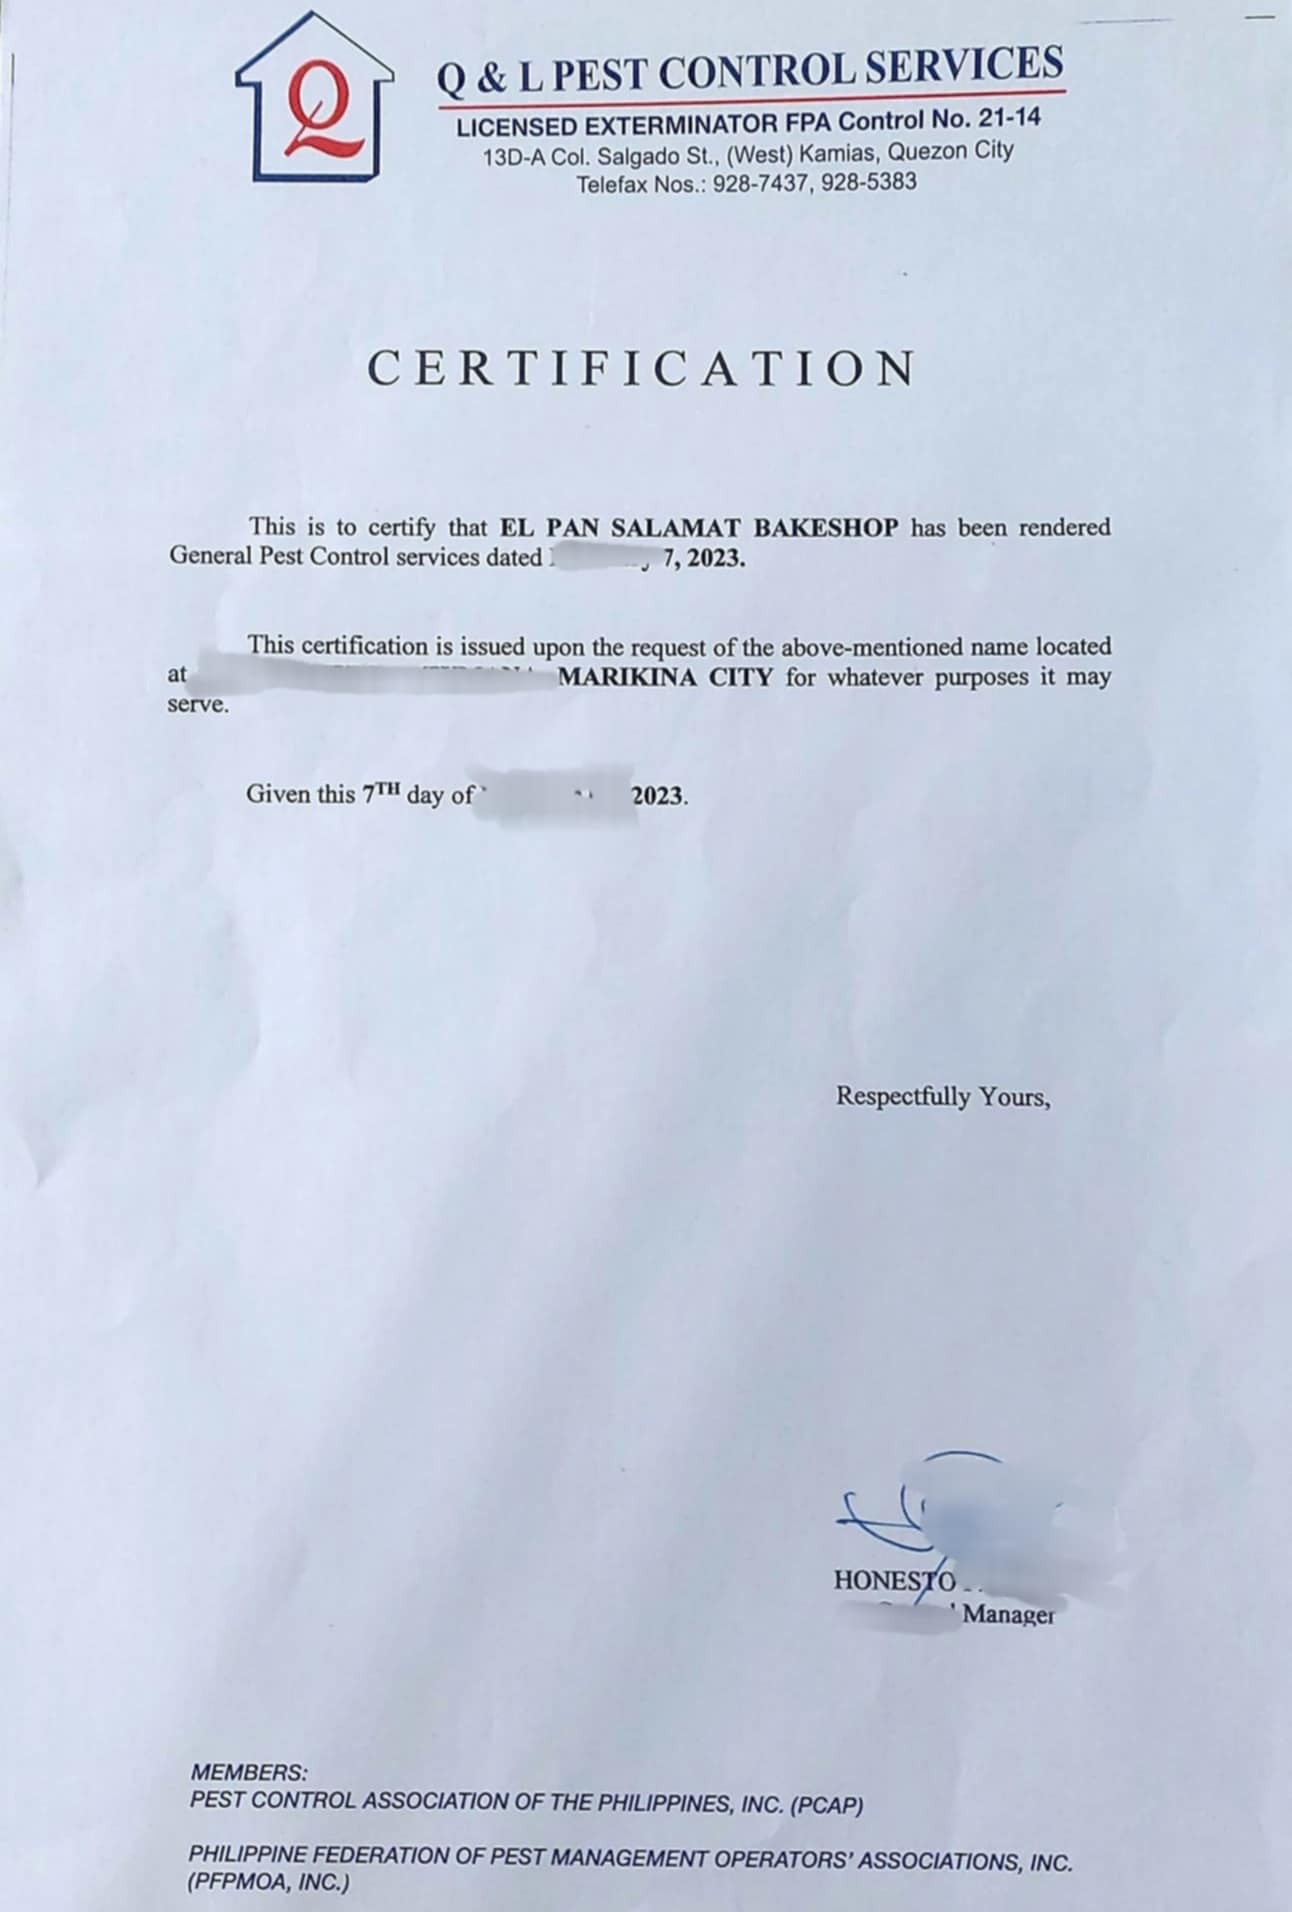 Q
Q & L PEST CONTROL SERVICES
LICENSED EXTERMINATOR FPA Control No. 21-14
13D-A Col. Salgado St., (West) Kamias, Quezon City
Telefax Nos.: 928-7437, 928-5383
CERTIFICATION
This is to certify that EL PAN SALAMAT BAKESHOP has been rendered
General Pest Control services dated 7, 2023.
This certification is issued upon the request of the above-mentioned name located
at MARIKINA CITY for whatever purposes it may
serve.
Given this 7TH day of 2023.
Respectfully Yours,
HONESTO
Manager
MEMBERS:
PEST CONTROL ASSOCIATION OF THE PHILIPPINES, INC. (PCAP)
PHILIPPINE FEDERATION OF PEST MANAGEMENT OPERATORS' ASSOCIATIONS, INC.
(PFPMOA, INC.)